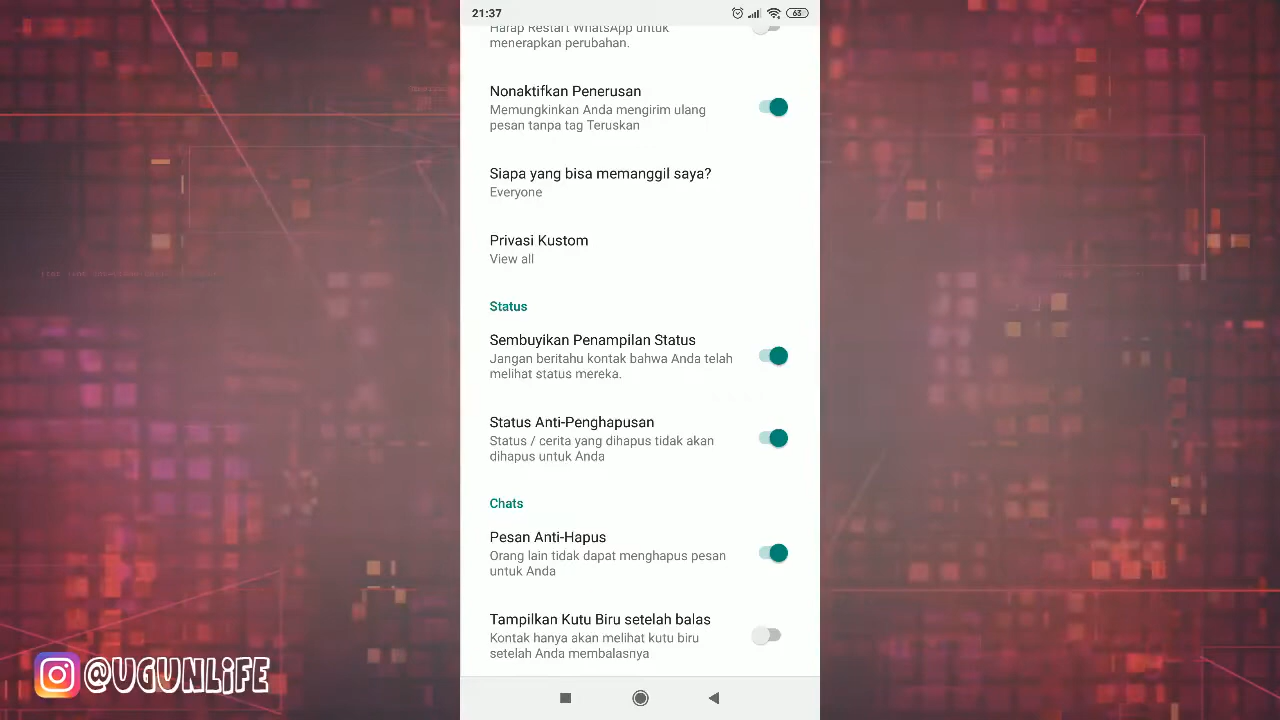 21:37
63
Harap Restart WhatsApp untuk
menerapkan perubahan.
Nonaktifkan Penerusan
Memungkinkan Anda mengirim ulang
pesan tanpa tag Teruskan
Siapa yang bisa memanggil saya?
Everyone
Privasi Kustom
View all
Status
Sembuyikan Penampilan Status
Jangan beritahu kontak bahwa Anda telah
melihat status mereka.
Status Anti-Penghapusan
Status / cerita yang dihapus tidak akan
dihapus untuk Anda
Chats
Pesan Anti-Hapus
Orang lain tidak dapat menghapus pesan
untuk Anda
Tampilkan Kutu Biru setelah balas
Kontak hanya akan melihat kutu biru
setelah Anda membalasnya
@UGUNLIFE